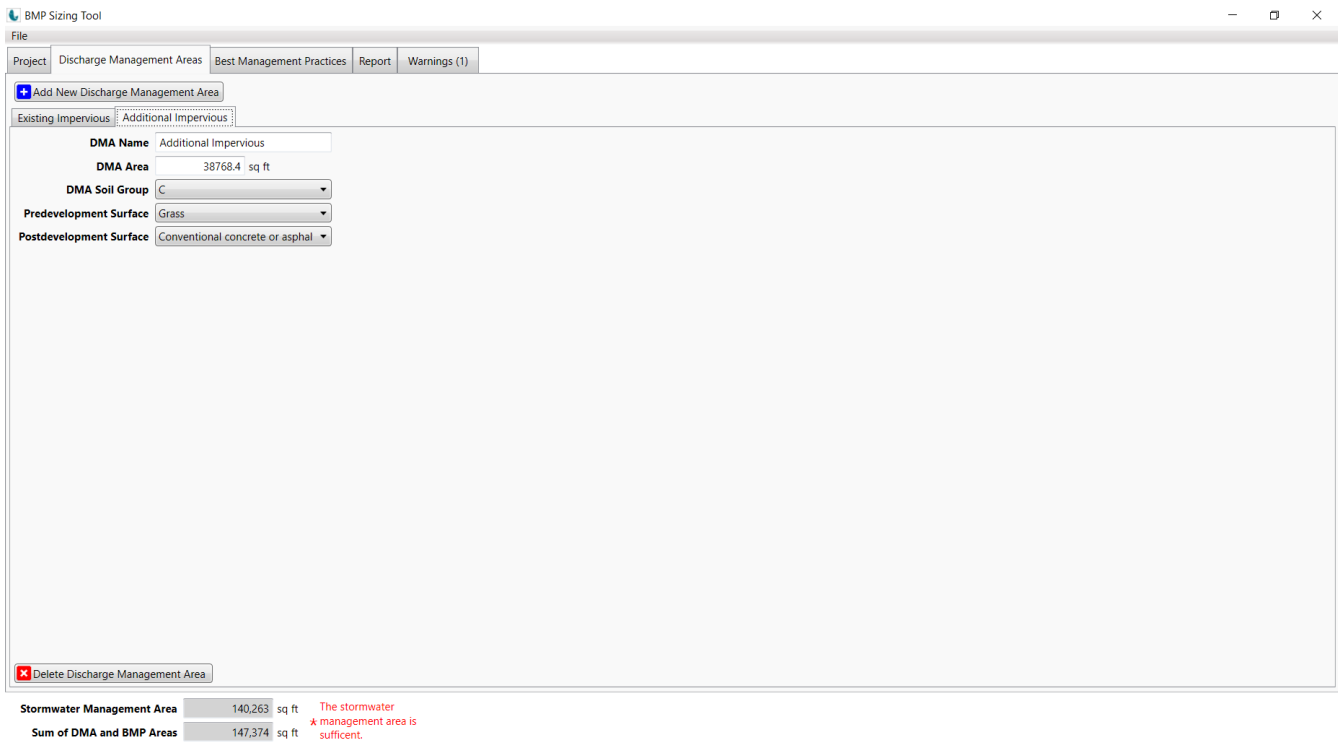 BMP Sizing Tool
File
Project Discharge Management Areas Best Management Practices Report Warnings (1)
Add New Discharge Management Area
Existing Impervious Additional Impervious
DMA Name Additional Impervious
DMA Area 38768.4 sq ft
DMA Soil Group C
Predevelopment Surface Grass
Postdevelopment Surface Conventional concrete or asphal
Delete Discharge Management Area
Stormwater Management Area 140,263 sq ft
Sum of DMA and BMP Areas 147,374 sq ft
The stormwater
* management area is
sufficent.